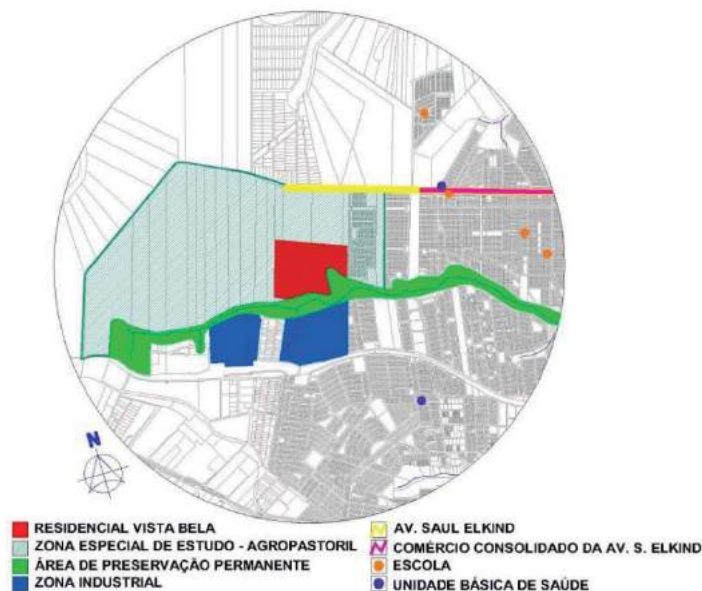 N
RESIDENCIAL VISTA BELA
ZONA ESPECIAL DE ESTUDO - AGROPASTORIL
ÁREA DE PRESERVAÇÃO PERMANENTE
ZONA INDUSTRIAL
AV. SAUL ELKIND
COMÉRCIO CONSOLIDADO DA AV. S. ELKIND
ESCOLA
UNIDADE BÁSICA DE SAÚDE